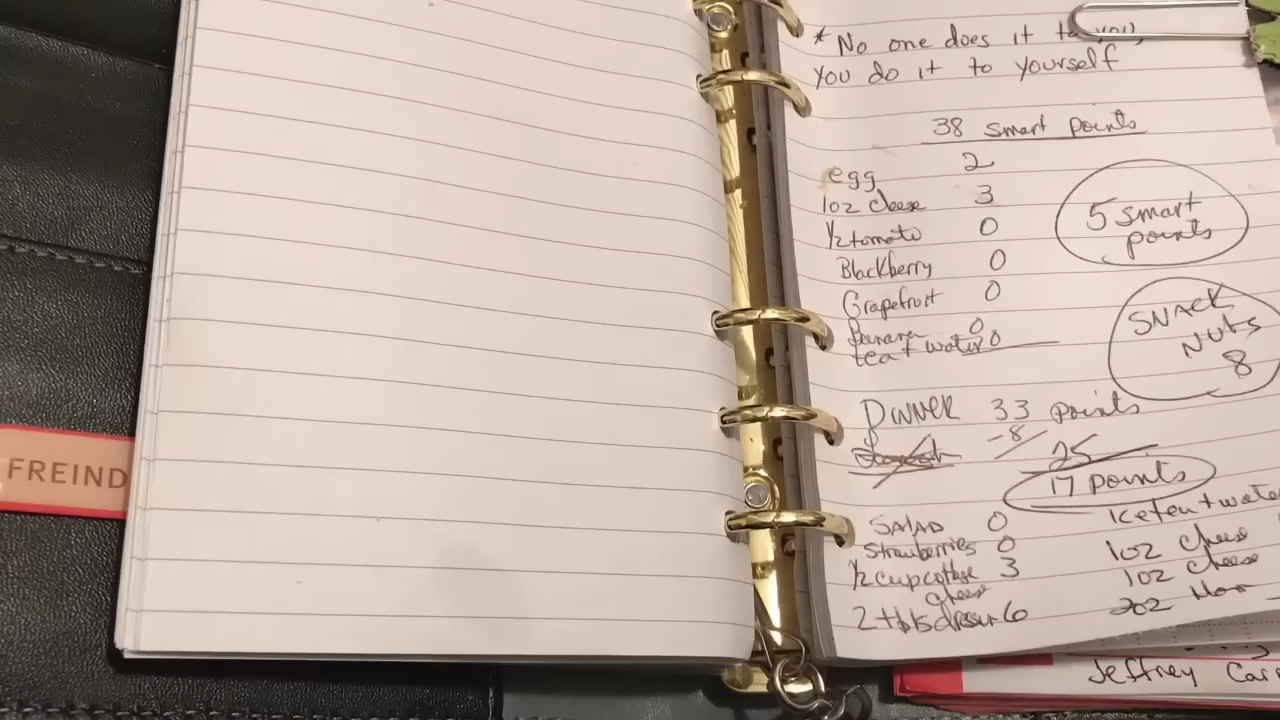 * No one does it to you,
you do it to yourself
38 smart points
egg 2
1oz cheese 3
1/2 tomato 0
Blackberry 0
Grapefruit 0
Banana 0
tea + water 0
5 smart
points
SNACK
NUTS
8
DINNER 33 points
-8
25
17 points
SALAD 0
Strawberries 0
1/2 cup cottage 3
cheese
2 tbls 6
Ice tea + wate
1oz cheese
1oz cheese
2oz
FREIND
Jeffrey Car